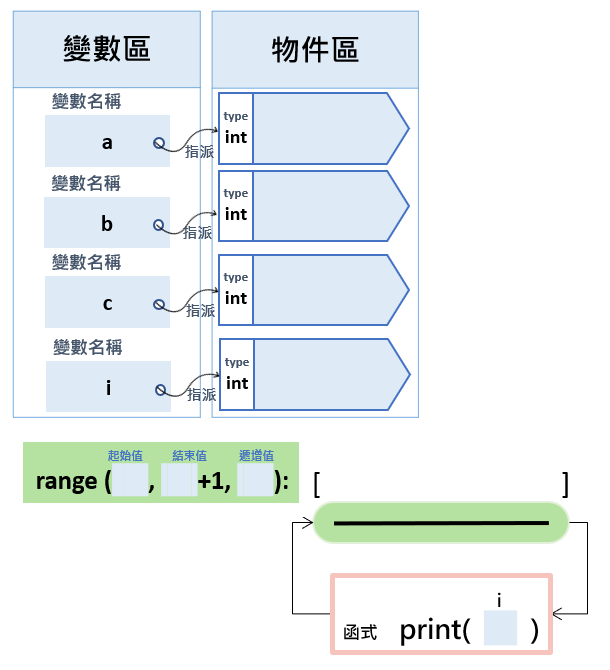 變數區
物件區
變數名稱
a
指派
type
int
變數名稱
b
指派
type
int
變數名稱
c
指派
type
int
變數名稱
i
指派
type
int
起始值 結束值 遞增值
range ( , +1, ):
[ ]
i
函式 print( )